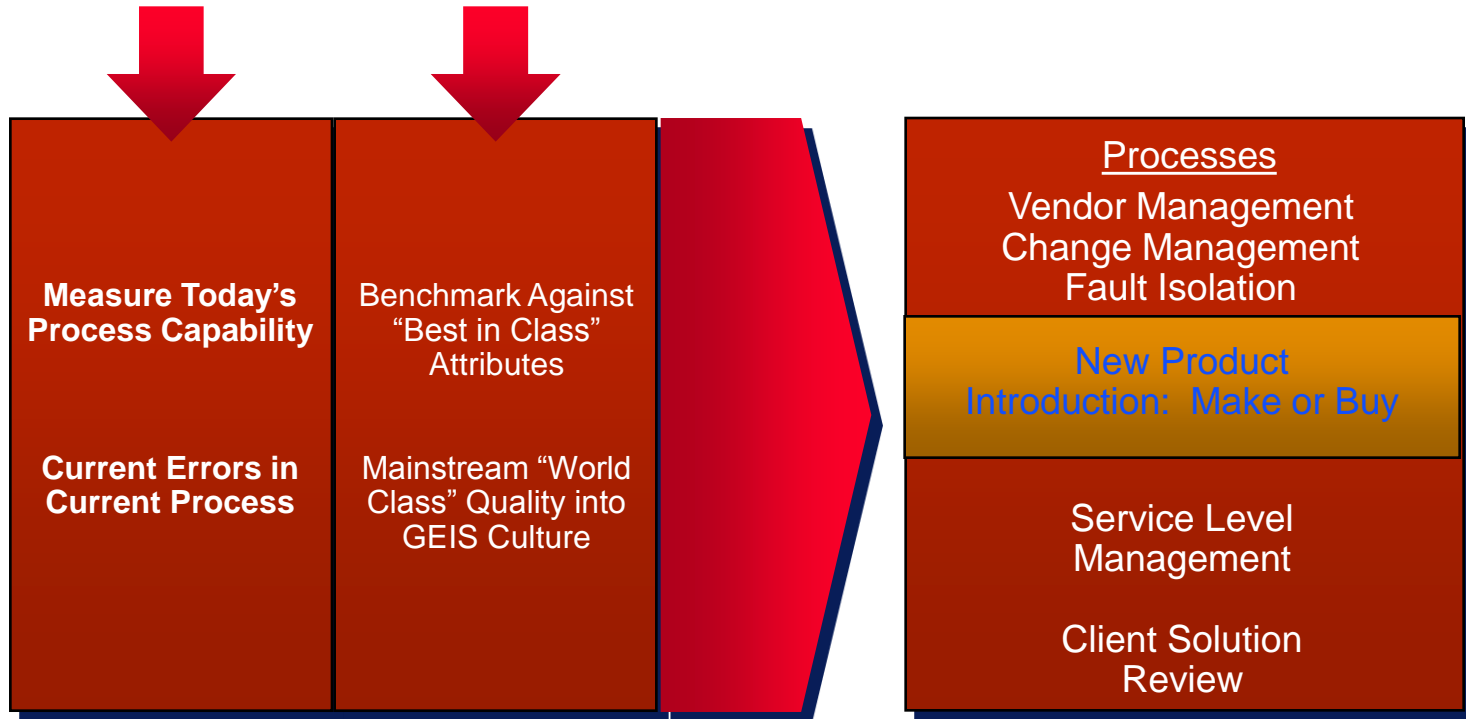 Measure Today’s
Process Capability
Current Errors in
Current Process
Benchmark Against
“Best in Class”
Attributes
Mainstream “World
Class” Quality into
GEIS Culture
Processes
Vendor Management
Change Management
Fault Isolation
New Product
Introduction:  Make or Buy
Service Level
Management
Client Solution
Review